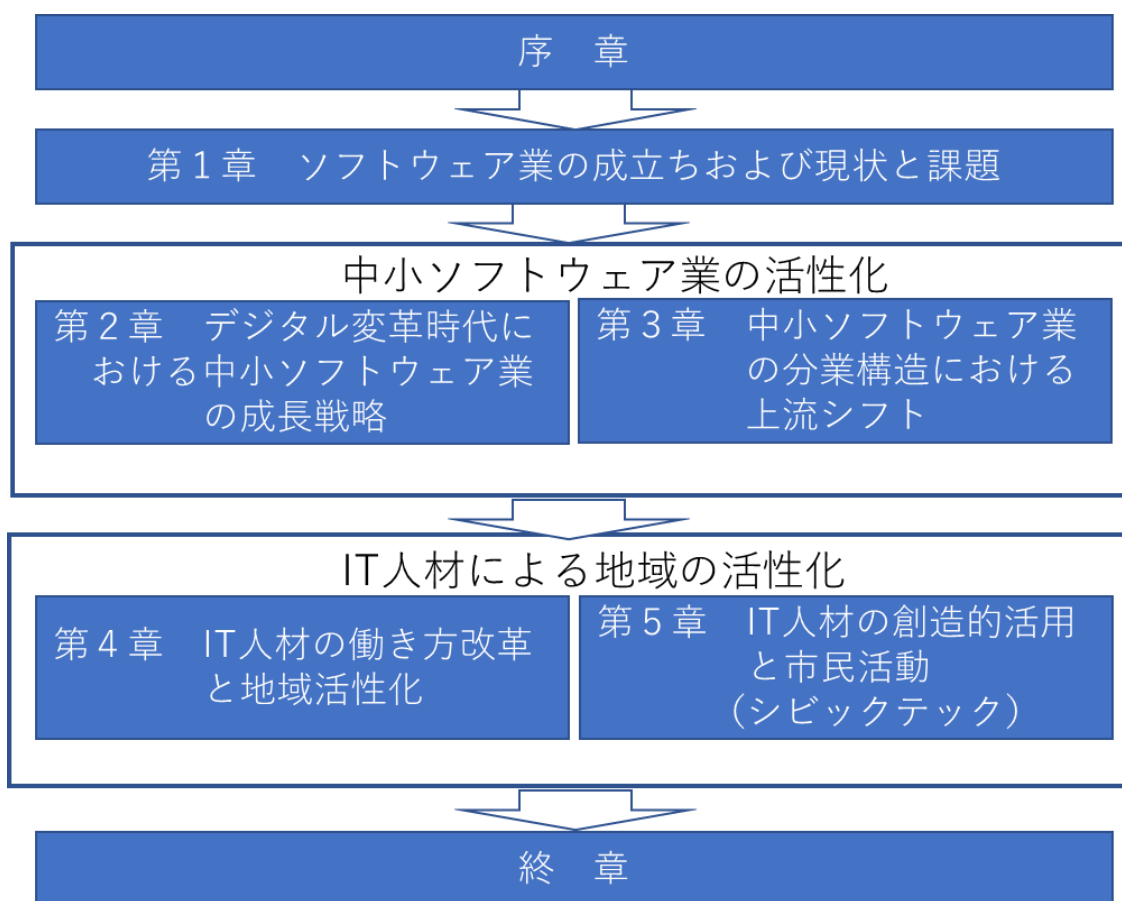 序　章
第１章　ソフトウェア業の成立ちおよび現状と課題
中小ソフトウェア業の活性化
第２章　デジタル変革時代に
おける中小ソフトウェア業
の成長戦略
第３章　中小ソフトウェア業
の分業構造における
上流シフト
IT人材による地域の活性化
第４章　IT人材の働き方改革
と地域活性化
第５章　IT人材の創造的活用
と市民活動
（シビックテック）
終　章